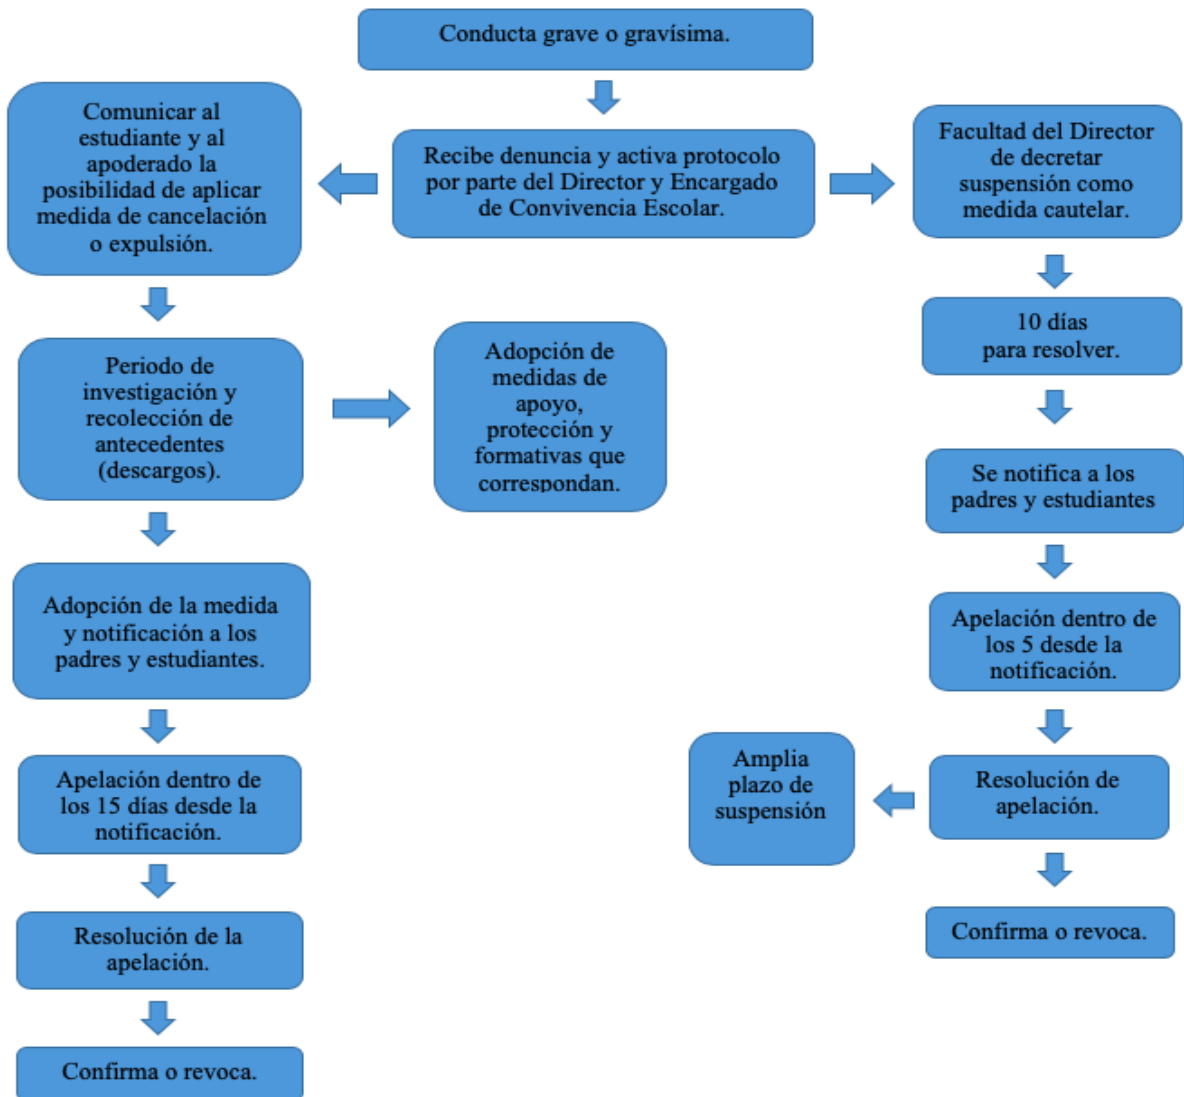 Conducta grave o gravísima.
Recibe denuncia y activa protocolo
por parte del Director y Encargado
de Convivencia Escolar.
Comunicar al
estudiante y al
apoderado la
posibilidad de aplicar
medida de cancelación
o expulsión.
Periodo de
investigación y
recolección de
antecedentes
(descargos).
Adopción de
medidas de
apoyo,
protección y
formativas que
correspondan.
Adopción de la medida
y notificación a los
padres y estudiantes.
Apelación dentro de
los 15 días desde la
notificación.
Resolución de la
apelación.
Confirma o revoca.
Facultad del Director
de decretar
suspensión como
medida cautelar.
10 días
para resolver.
Se notifica a los
padres y estudiantes
Apelación dentro de
los 5 desde la
notificación.
Resolución de
apelación.
Amplia
plazo de
suspensión
Confirma o revoca.